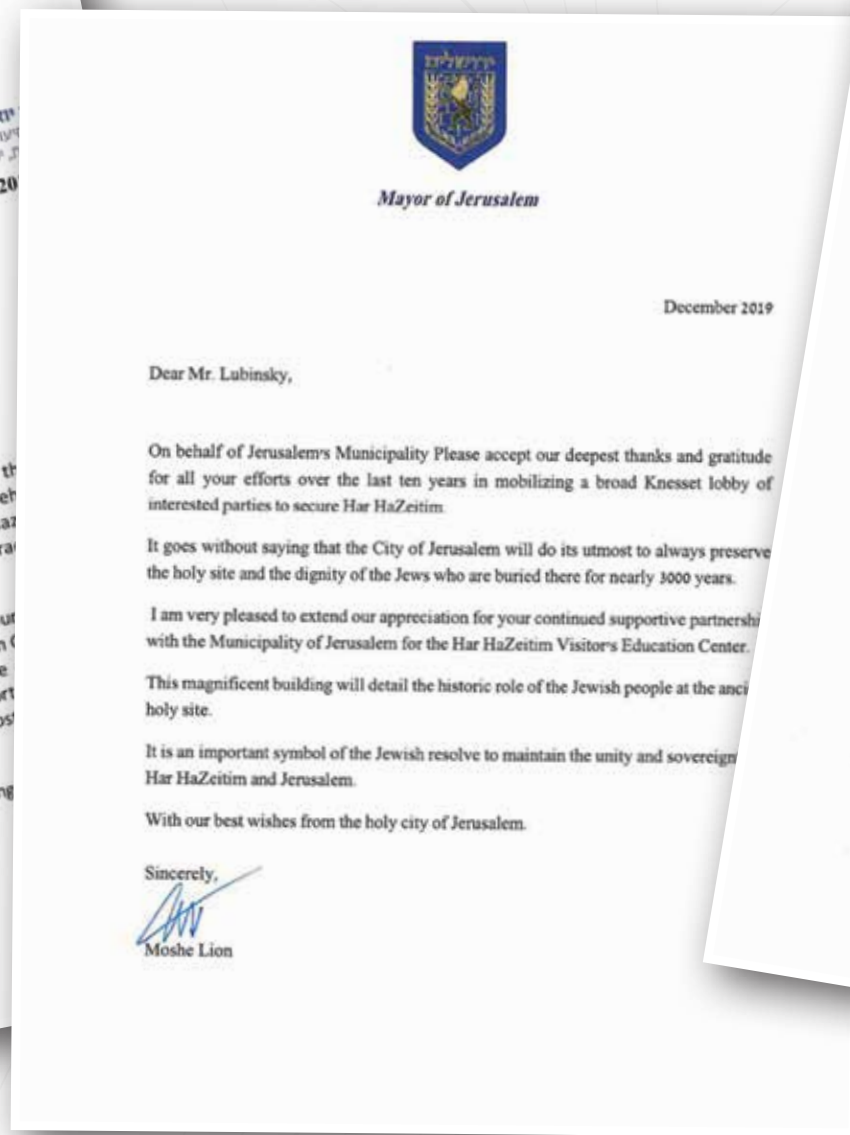 ירושלים
Mayor of Jerusalem
December 2019
Dear Mr. Lubinsky,
On behalf of Jerusalem's Municipality Please accept our deepest thanks and gratitude
for all your efforts over the last ten years in mobilizing a broad Knesset lobby of
interested parties to secure Har HaZeitim.
It goes without saying that the City of Jerusalem will do its utmost to always preserve
the holy site and the dignity of the Jews who are buried there for nearly 3000 years.
I am very pleased to extend our appreciation for your continued supportive
with the Municipality of Jerusalem for the Har HaZeitim Visitor's Education Center.
This magnificent building will detail the historic role of the Jewish people at the
holy site.
It is an important symbol of the Jewish resolve to maintain the unity and
Har HaZeitim and Jerusalem.
With our best wishes from the holy city of Jerusalem.
Sincerely,
Moshe Lion